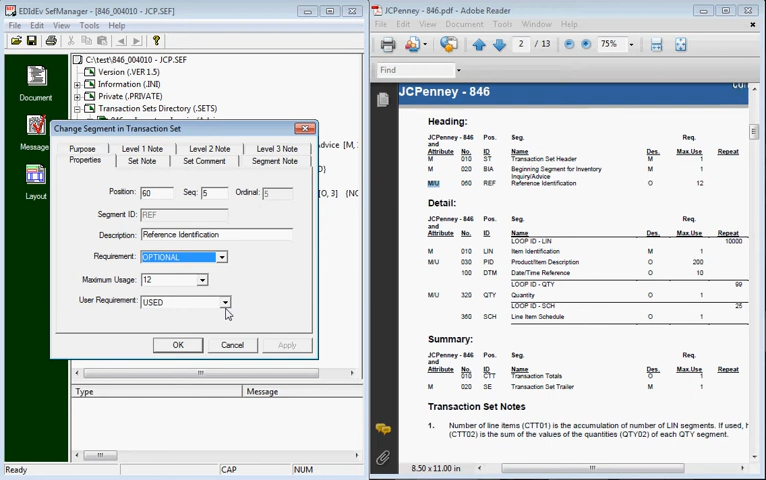 EDIdEv SefManager - [846_004010 - JCP.SEF]
File Edit View Tools Help
Document
Message
Layout
C:\test\846_004010 - JCP.SEF
Version (.VER 1.5)
Information (.INI)
Private (.PRIVATE)
Transaction Sets Directory (.SETS)
Advice [M,
[O, 3]
Change Segment in Transaction Set
Purpose Level 1 Note Level 2 Note Level 3 Note
Properties Set Note Set Comment Segment Note
Position: 60 Seq: 5 Ordinal: 5
Segment ID: REF
Description: Reference Identification
Requirement: OPTIONAL
Maximum Usage: 12
User Requirement: USED
OK Cancel Apply
Type Message
Ready CAP NUM
JCPenney - 846.pdf - Adobe Reader
File Edit View Document Tools Window Help
2 / 13 75%
Find
JCPenney - 846
Heading:
JCPenney - 846 Pos. Seg. Req.
Attribute No. ID Name Des. Max.Use Repeat
M 010 ST Transaction Set Header M 1
M 020 BIA Beginning Segment for Inventory Inquiry/Advice M 1
M/U 060 REF Reference Identification O 12
Detail:
JCPenney - 846 Pos. Seg. Req.
Attribute No. ID Name Des. Max.Use Repeat
LOOP ID - LIN 10000
M 010 LIN Item Identification M 1
M/U 030 PID Product/Item Description O 200
100 DTM Date/Time Reference O 10
LOOP ID - QTY 99
M/U 320 QTY Quantity O 1
LOOP ID - SCH 25
360 SCH Line Item Schedule O 1
Summary:
JCPenney - 846 Pos. Seg. Req.
Attribute No. ID Name Des. Max.Use Repeat
010 CTT Transaction Totals O 1
M 020 SE Transaction Set Trailer M 1
Transaction Set Notes
1. Number of line items (CTT01) is the accumulation of number of LIN segments. If used, h
(CTT02) is the sum of the values of the quantities (QTY02) of each QTY segment.
8.50 x 11.00 in